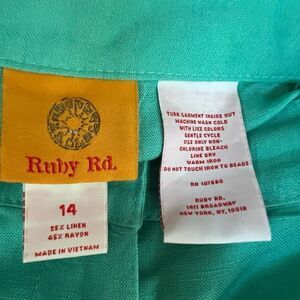 Ruby Rd.
14
55% LINEN
45% RAYON
MADE IN VIETNAM
TURN GARMENT INSIDE OUT
MACHINE WASH COLD
WITH LIKE COLORS
GENTLE CYCLE
USE ONLY NON-
CHLORINE BLEACH
LINE DRY
WARM IRON
DO NOT TOUCH IRON TO BEADS
RN 107680
RUBY RD.
1411 BROADWAY
NEW YORK, NY, 10018